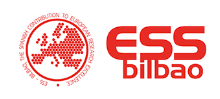 ESS - BILBAO: THE SPANISH CONTRIBUTION TO EUROPEAN RESEARCH EXCELLENCE
ESS
bilbao